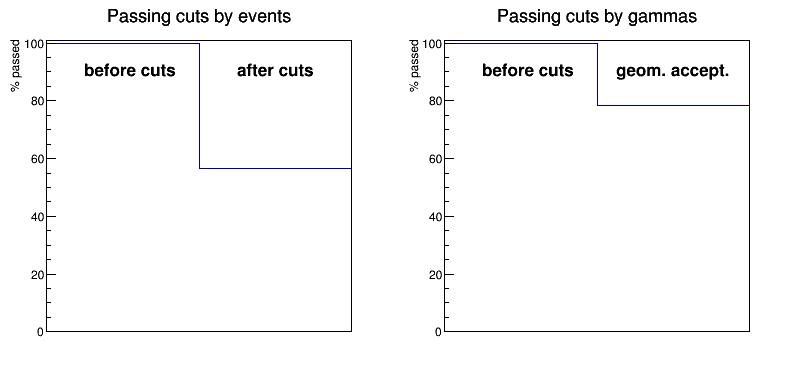 Passing cuts by events
% passed
100
80
60
40
20
0
before cuts
after cuts
Passing cuts by gammas
% passed
100
80
60
40
20
0
before cuts
geom. accept.